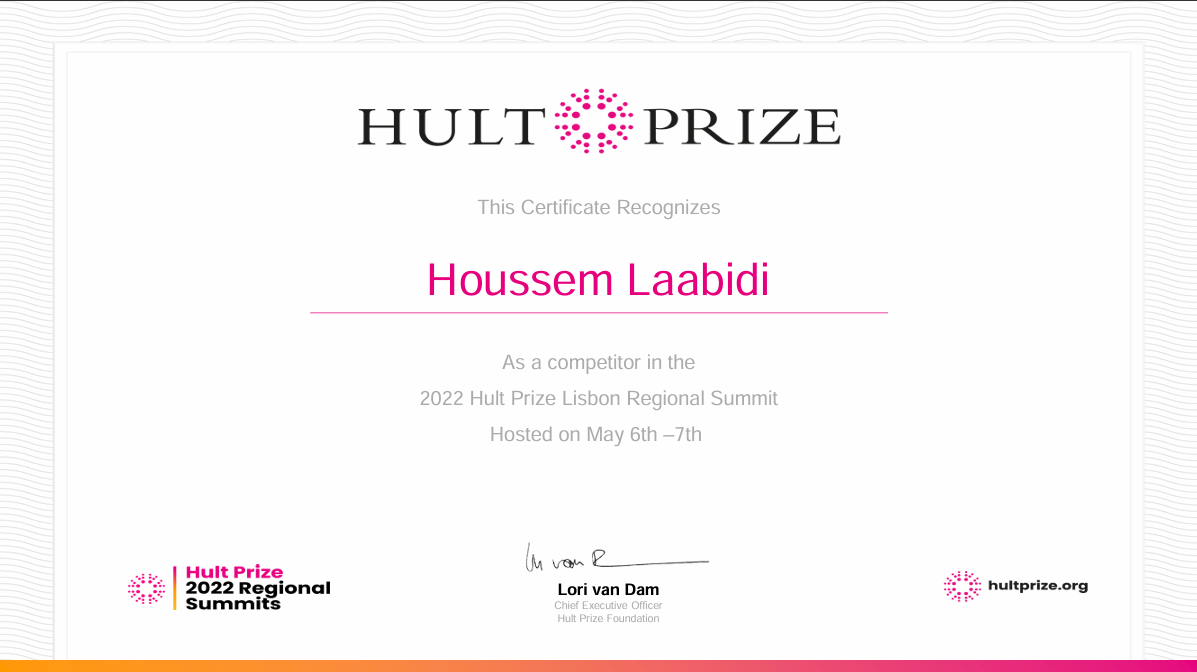 HULT PRIZE
This Certificate Recognizes
Houssem Laabidi
As a competitor in the
2022 Hult Prize Lisbon Regional Summit
Hosted on May 6th –7th
Hult Prize
2022 Regional
Summits
Lori van Dam
Chief Executive Officer
Hult Prize Foundation
hultprize.org